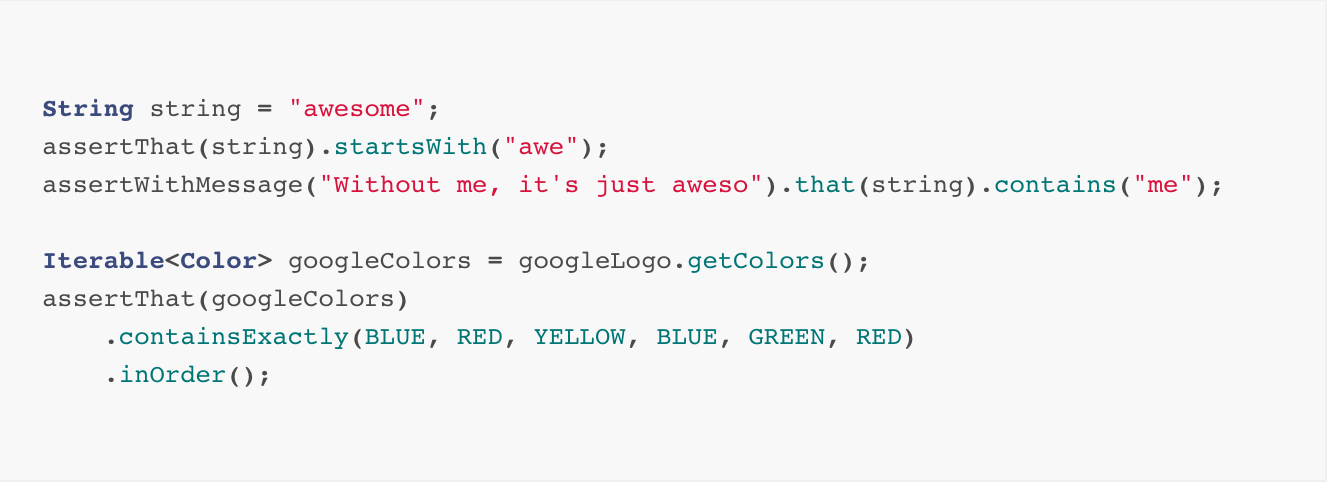 String string = "awesome";
assertThat(string).startsWith("awe");
assertWithMessage("Without me, it's just aweso").that(string).contains("me");

Iterable<Color> googleColors = googleLogo.getColors();
assertThat(googleColors)
    .containsExactly(BLUE, RED, YELLOW, BLUE, GREEN, RED)
    .inOrder();